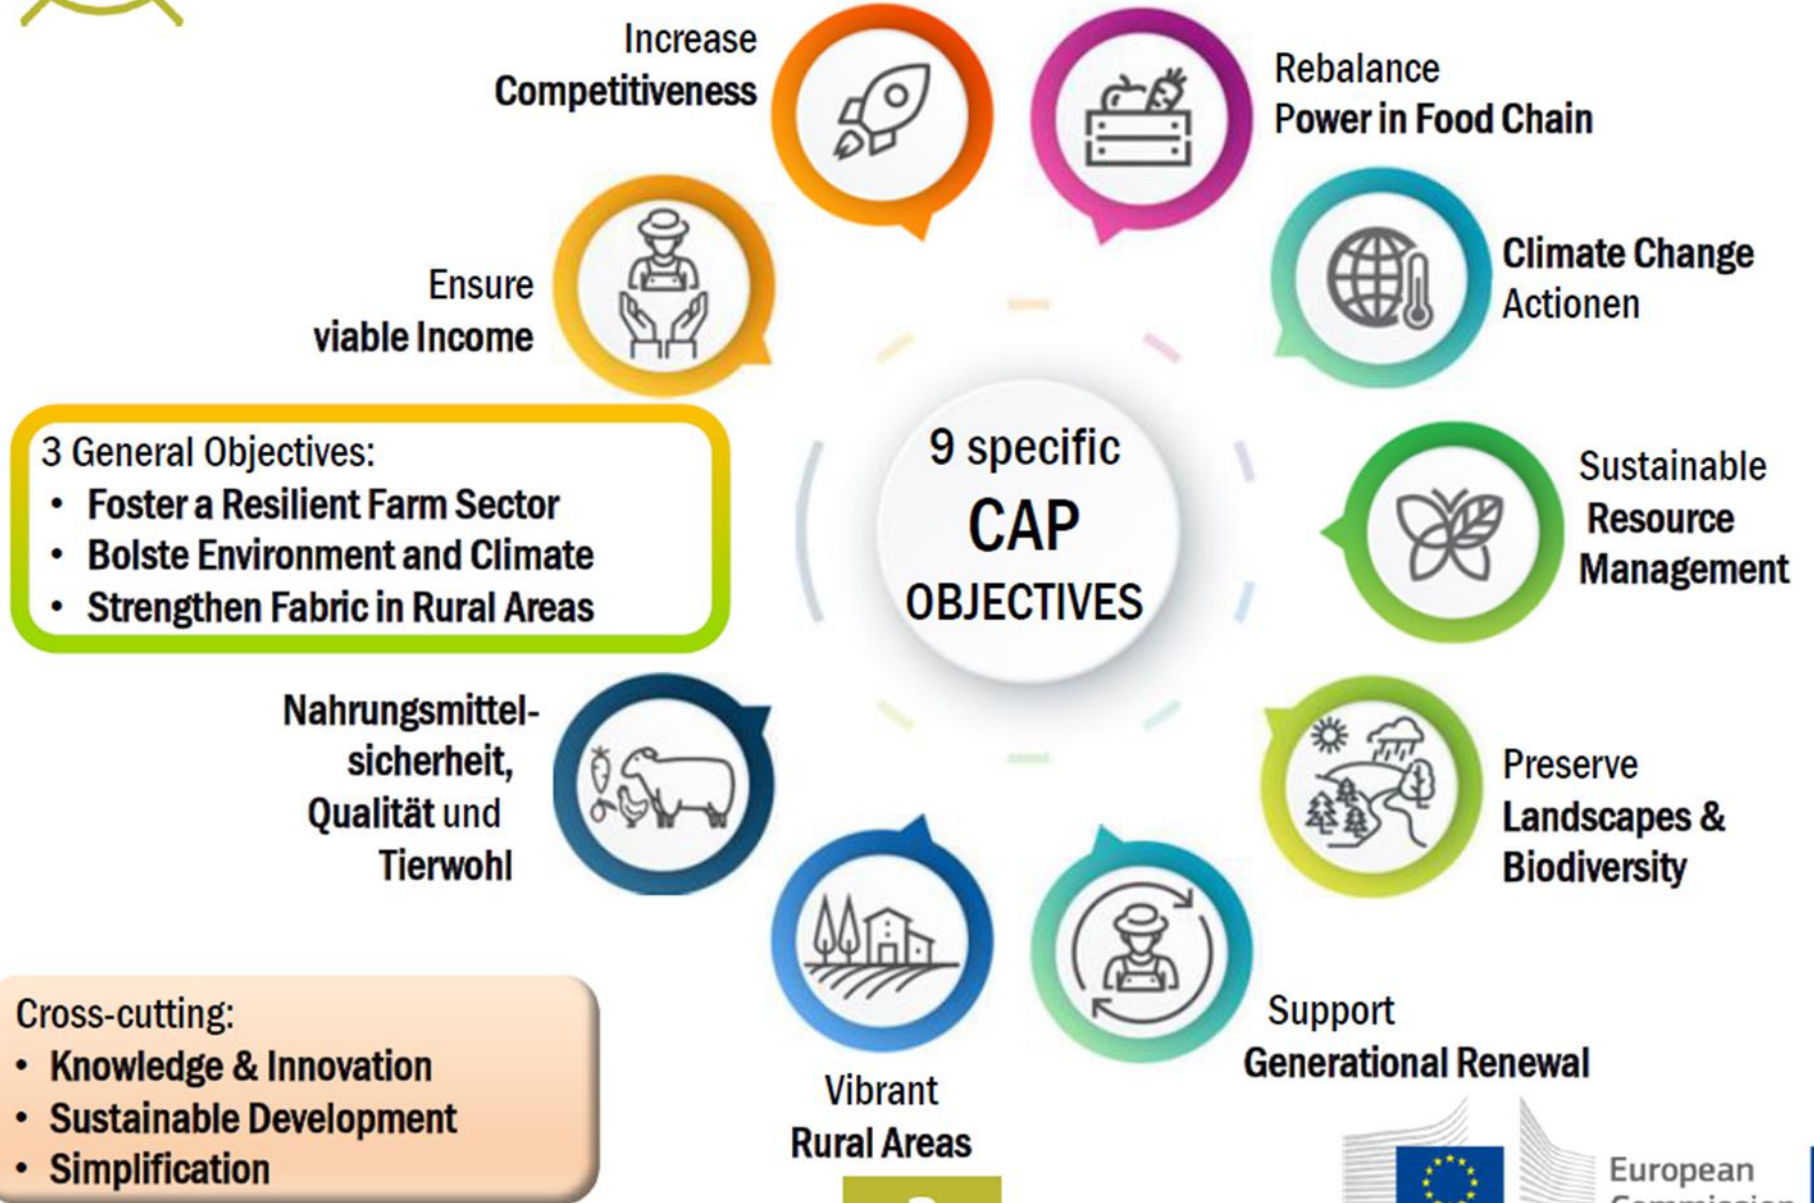 Increase
Competitiveness
Rebalance
Power in Food Chain
Climate Change
Actionen
Ensure
viable Income
3 General Objectives:
• Foster a Resilient Farm Sector
• Bolste Environment and Climate
• Strengthen Fabric in Rural Areas
9 specific
CAP
OBJECTIVES
Sustainable
Resource
Management
Nahrungsmittel-
sicherheit,
Qualität und
Tierwohl
Preserve
Landscapes &
Biodiversity
Support
Generational Renewal
Vibrant
Rural Areas
Cross-cutting:
• Knowledge & Innovation
• Sustainable Development
• Simplification
European
Commission